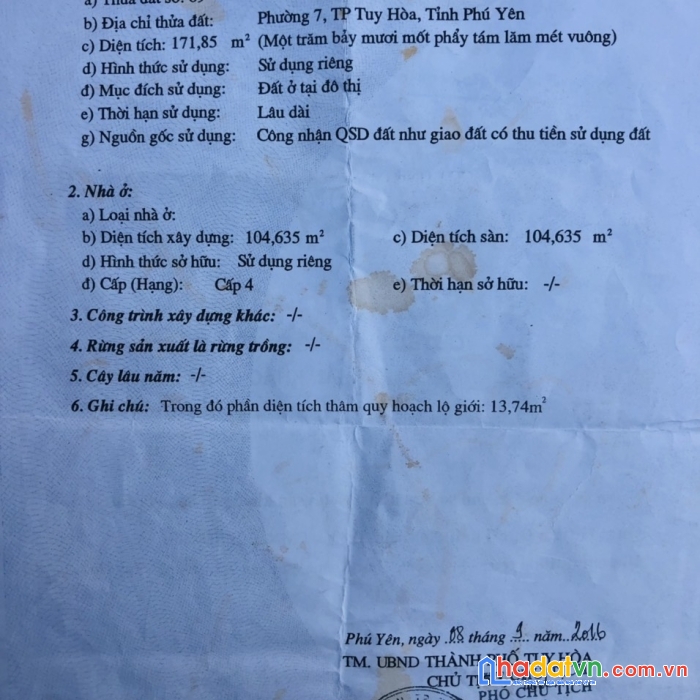 a) Thửa đất số: 69
b) Địa chỉ thửa đất: Phường 7, TP Tuy Hòa, Tỉnh Phú Yên
c) Diện tích: 171,85 m² (Một trăm bảy mươi mốt phẩy tám lăm mét vuông)
d) Hình thức sử dụng: Sử dụng riêng
đ) Mục đích sử dụng: Đất ở tại đô thị
e) Thời hạn sử dụng: Lâu dài
g) Nguồn gốc sử dụng: Công nhận QSD đất như giao đất có thu tiền sử dụng đất
2. Nhà ở:
a) Loại nhà ở:
b) Diện tích xây dựng: 104,635 m² c) Diện tích sàn: 104,635 m²
d) Hình thức sở hữu: Sử dụng riêng
đ) Cấp (Hạng): Cấp 4 e) Thời hạn sở hữu: -/-
3. Công trình xây dựng khác: -/-
4. Rừng sản xuất là rừng trồng: -/-
5. Cây lâu năm: -/-
6. Ghi chú: Trong đó phần diện tích thâm quy hoạch lộ giới: 13,74m²
Phú Yên, ngày 08 tháng 9 năm 2016
TM. UBND THÀNH PHỐ TUY HÒA
CHỦ T
nhadatvn.com.vn
PHÓ CHỦ TỊCH